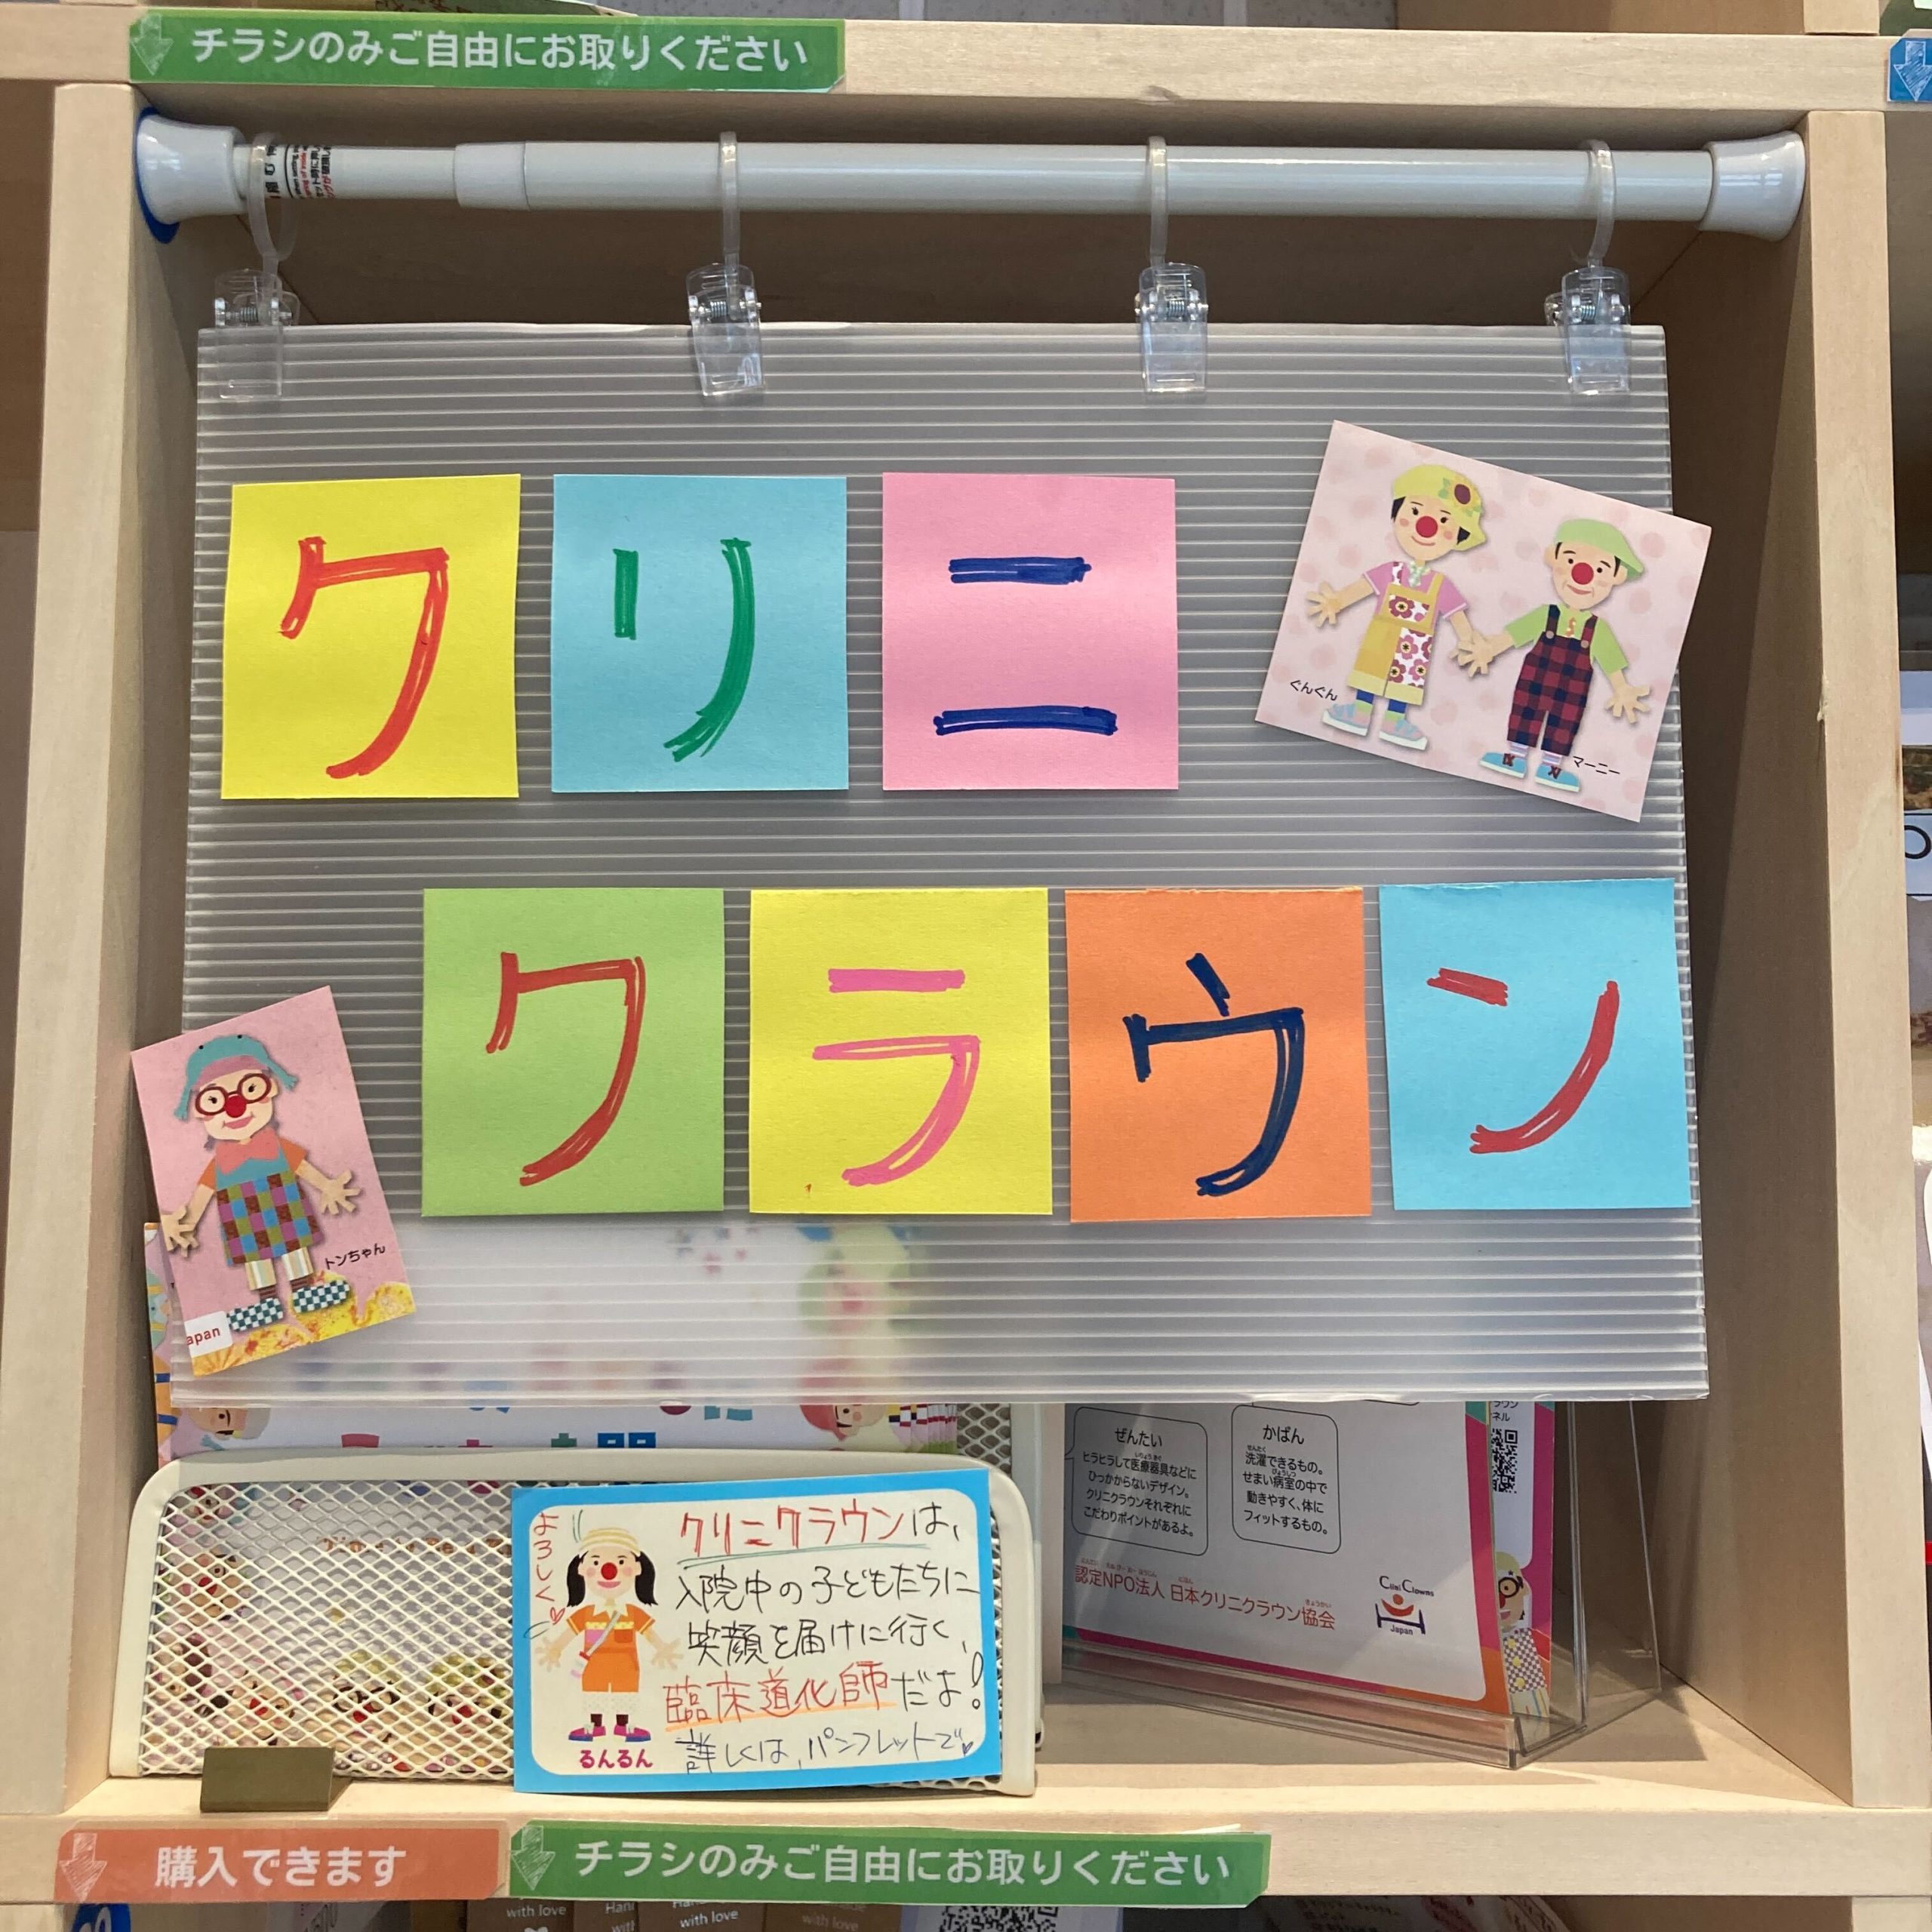 チラシのみご自由にお取りください
クリニ
クラウン
ぐんぐん
マーニー
トンちゃん
apan
ぜんたい
ヒラヒラして医療器具などに
ひっかからないデザイン。
クリニクラウンそれぞれに
こだわりポイントがあるよ。
かばん
洗濯できるもの。
せまい病室の中で
動きやすく、体に
フィットするもの。
認定NPO法人 日本クリニクラウン協会
CliniClowns
Japan
ラウン
ネル
よろしく
クリニクラウンは、
入院中の子どもたちに
笑顔を届けに行く、
臨床道化師だよ!
詳しくは、パンフレットで
るんるん
購入できます
チラシのみご自由にお取りください
with love
with love